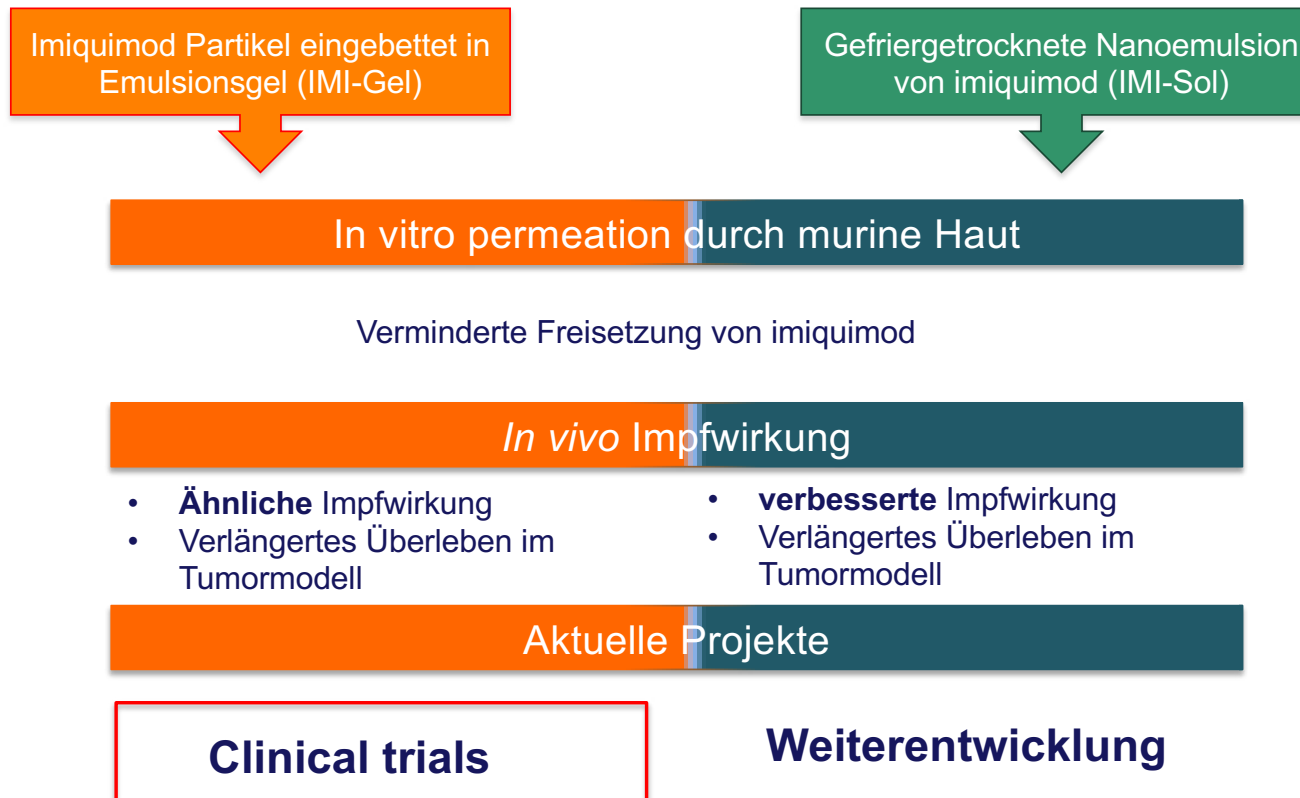 Imiquimod Partikel eingebettet in
Emulsionsgel (IMI-Gel)
Gefriergetrocknete Nanoemulsion
von imiquimod (IMI-Sol)
In vitro permeation durch murine Haut
Verminderte Freisetzung von imiquimod
In vivo Impfwirkung
• Ähnliche Impfwirkung
• Verlängertes Überleben im
Tumormodell
• verbesserte Impfwirkung
• Verlängertes Überleben im
Tumormodell
Aktuelle Projekte
Clinical trials
Weiterentwicklung